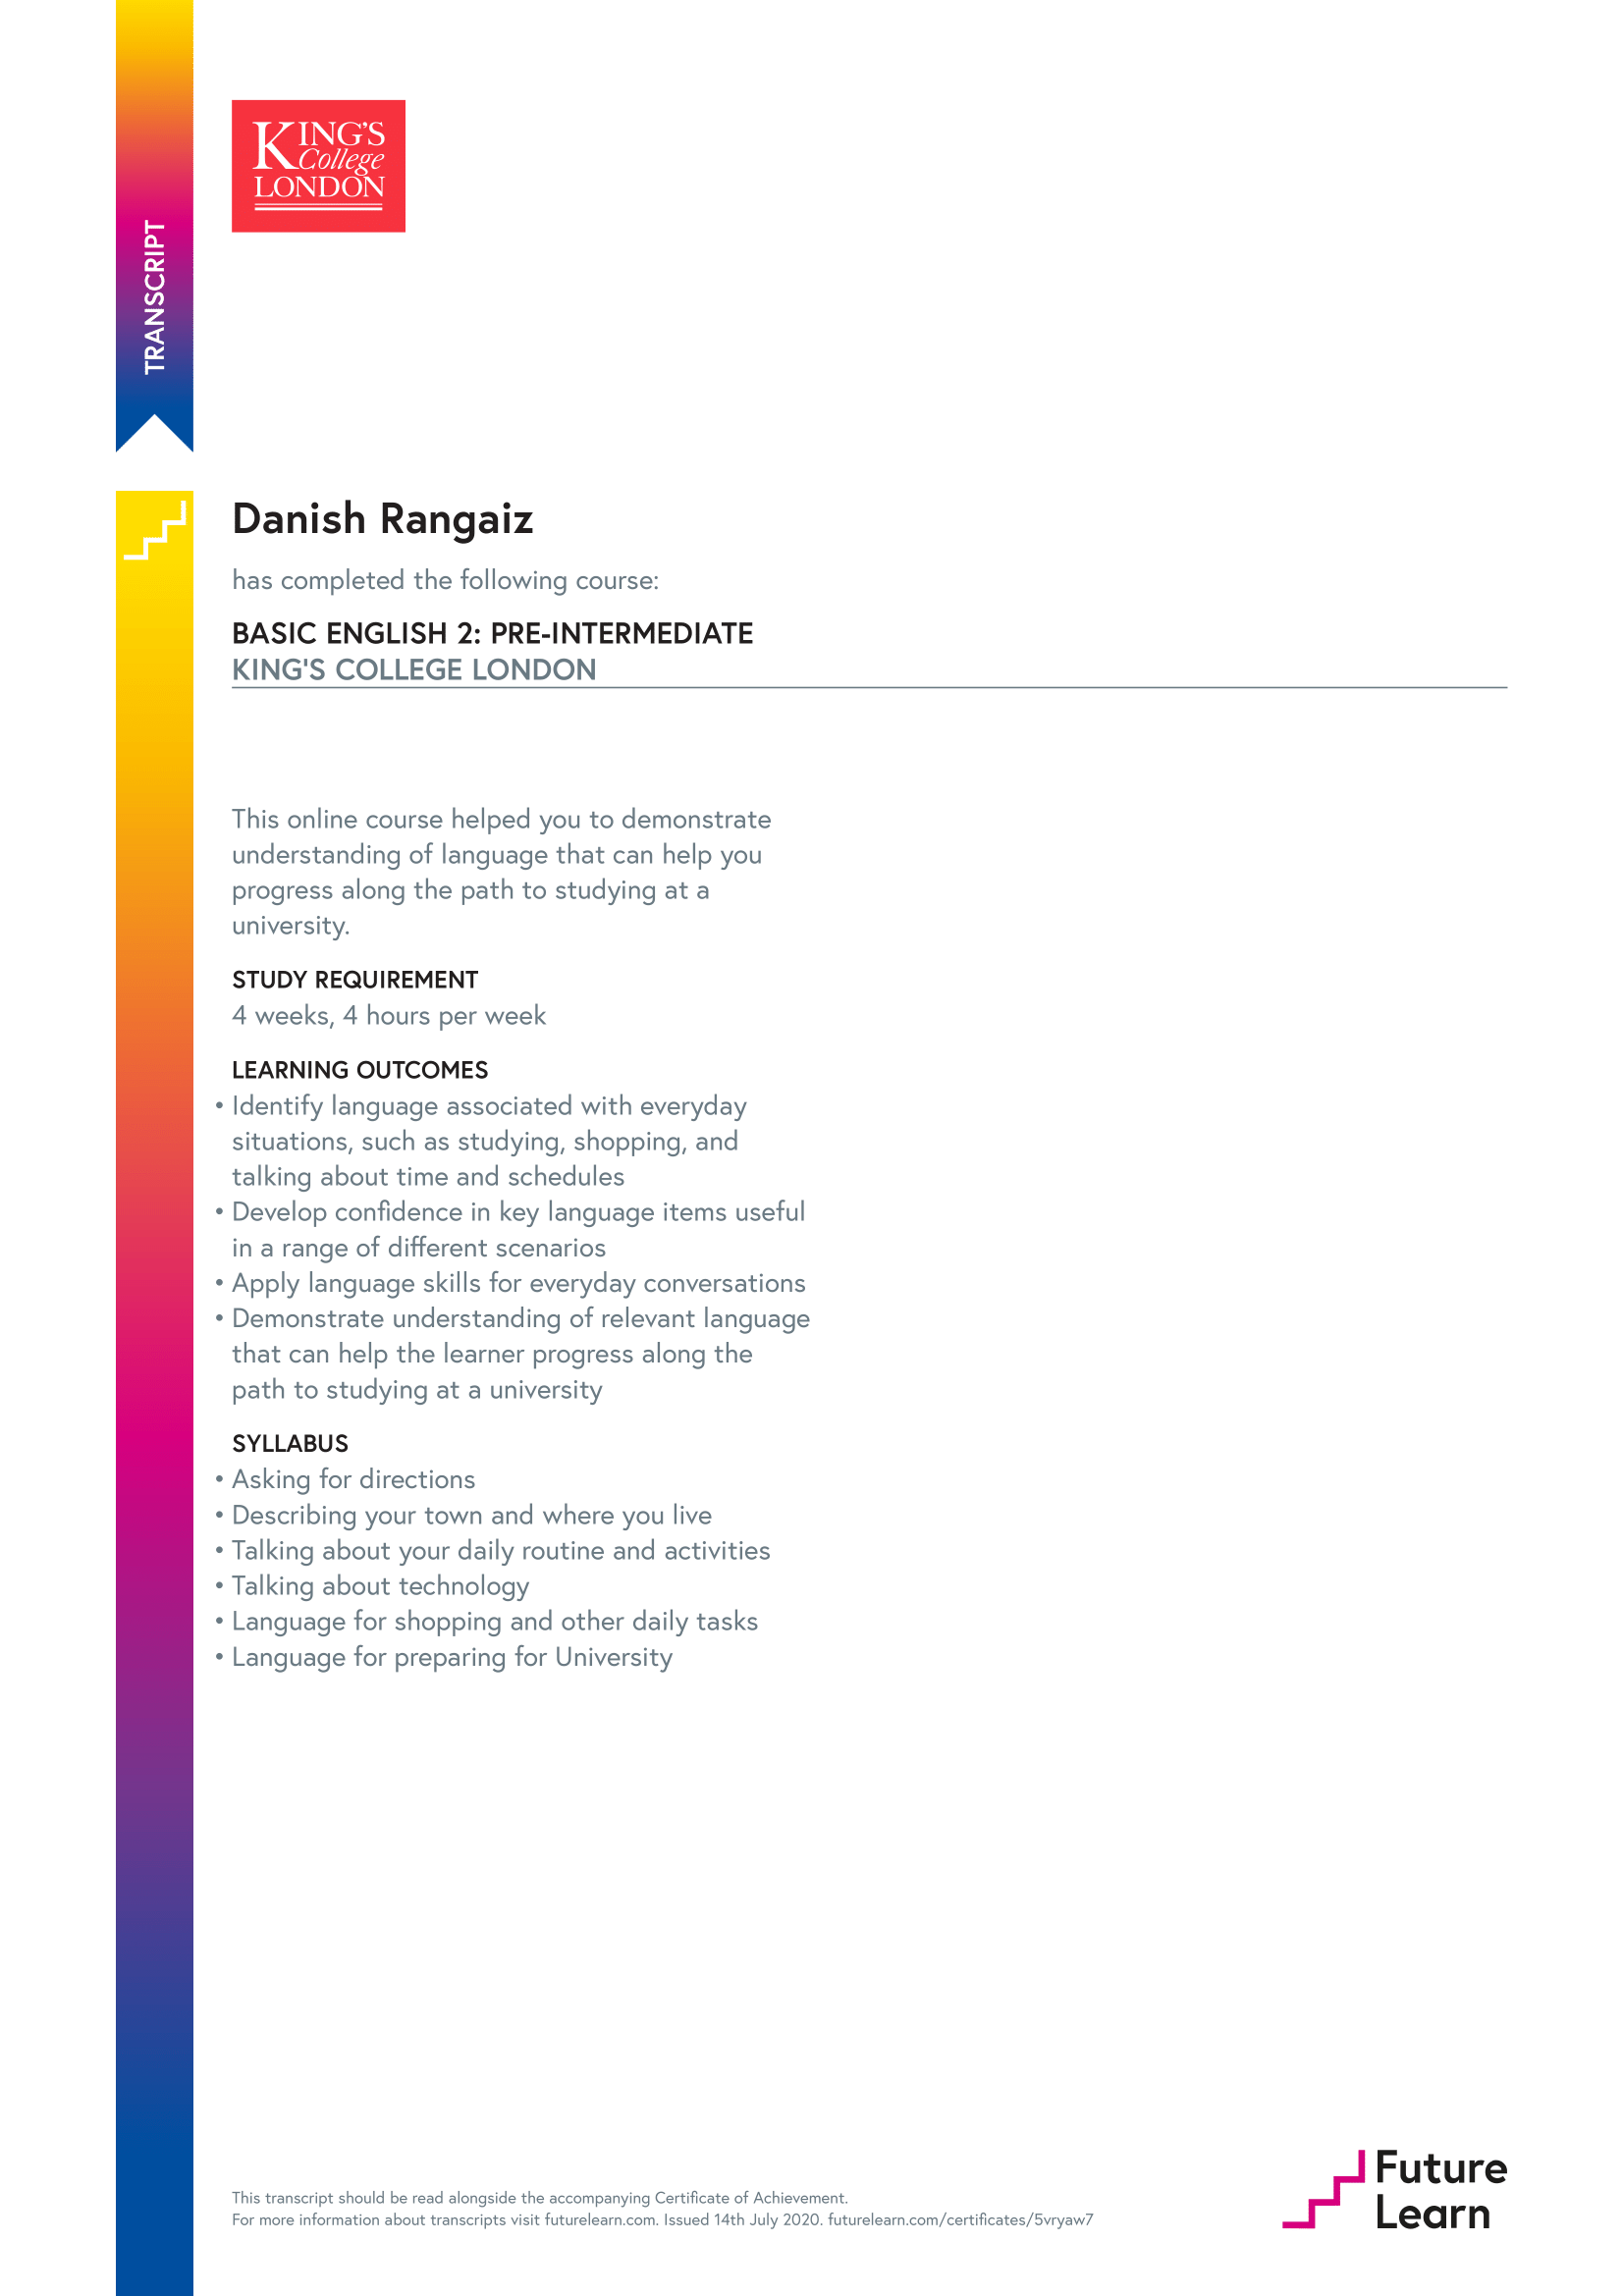 TRANSCRIPT
KING'S
College
LONDON
Danish Rangaiz
has completed the following course:
BASIC ENGLISH 2: PRE-INTERMEDIATE
KING'S COLLEGE LONDON
This online course helped you to demonstrate
understanding of language that can help you
progress along the path to studying at a
university.
STUDY REQUIREMENT
4 weeks, 4 hours per week
LEARNING OUTCOMES
• Identify language associated with everyday
situations, such as studying, shopping, and
talking about time and schedules
• Develop confidence in key language items useful
in a range of different scenarios
• Apply language skills for everyday conversations
• Demonstrate understanding of relevant language
that can help the learner progress along the
path to studying at a university
SYLLABUS
• Asking for directions
• Describing your town and where you live
• Talking about your daily routine and activities
• Talking about technology
• Language for shopping and other daily tasks
• Language for preparing for University
This transcript should be read alongside the accompanying Certificate of Achievement.
For more information about transcripts visit futurelearn.com. Issued 14th July 2020. futurelearn.com/certificates/5vryaw7
Future
Learn